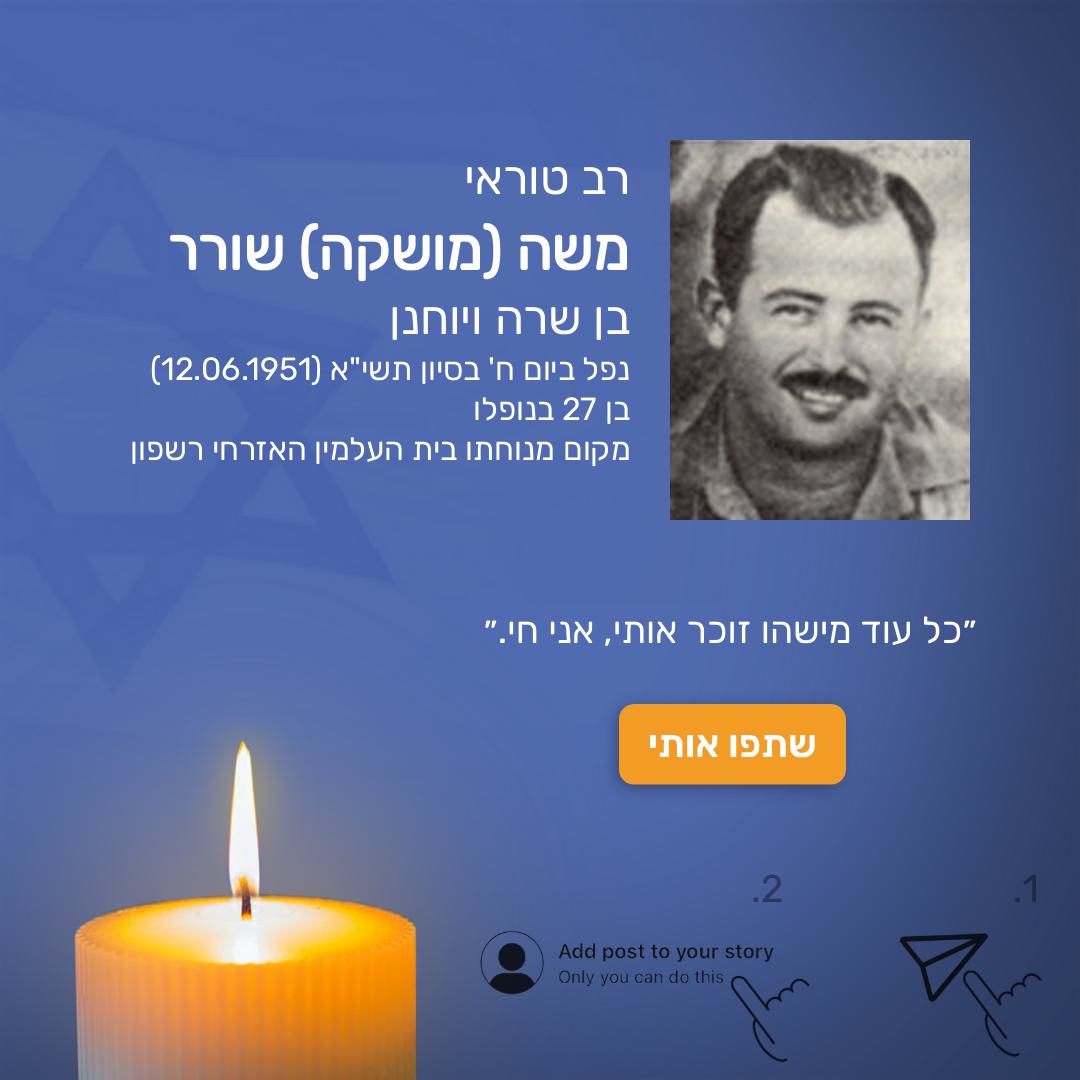 רב טוראי
משה (מושקה) שורר
בן שרה ויוחנן
נפל ביום ח' בסיון תשי"א (12.06.1951)
בן 27 בנופלו
מקום מנוחתו בית העלמין האזרחי רשפון
״כל עוד מישהו זוכר אותי, אני חי.״
שתפו אותי
.1
.2
Add post to your story
Only you can do this